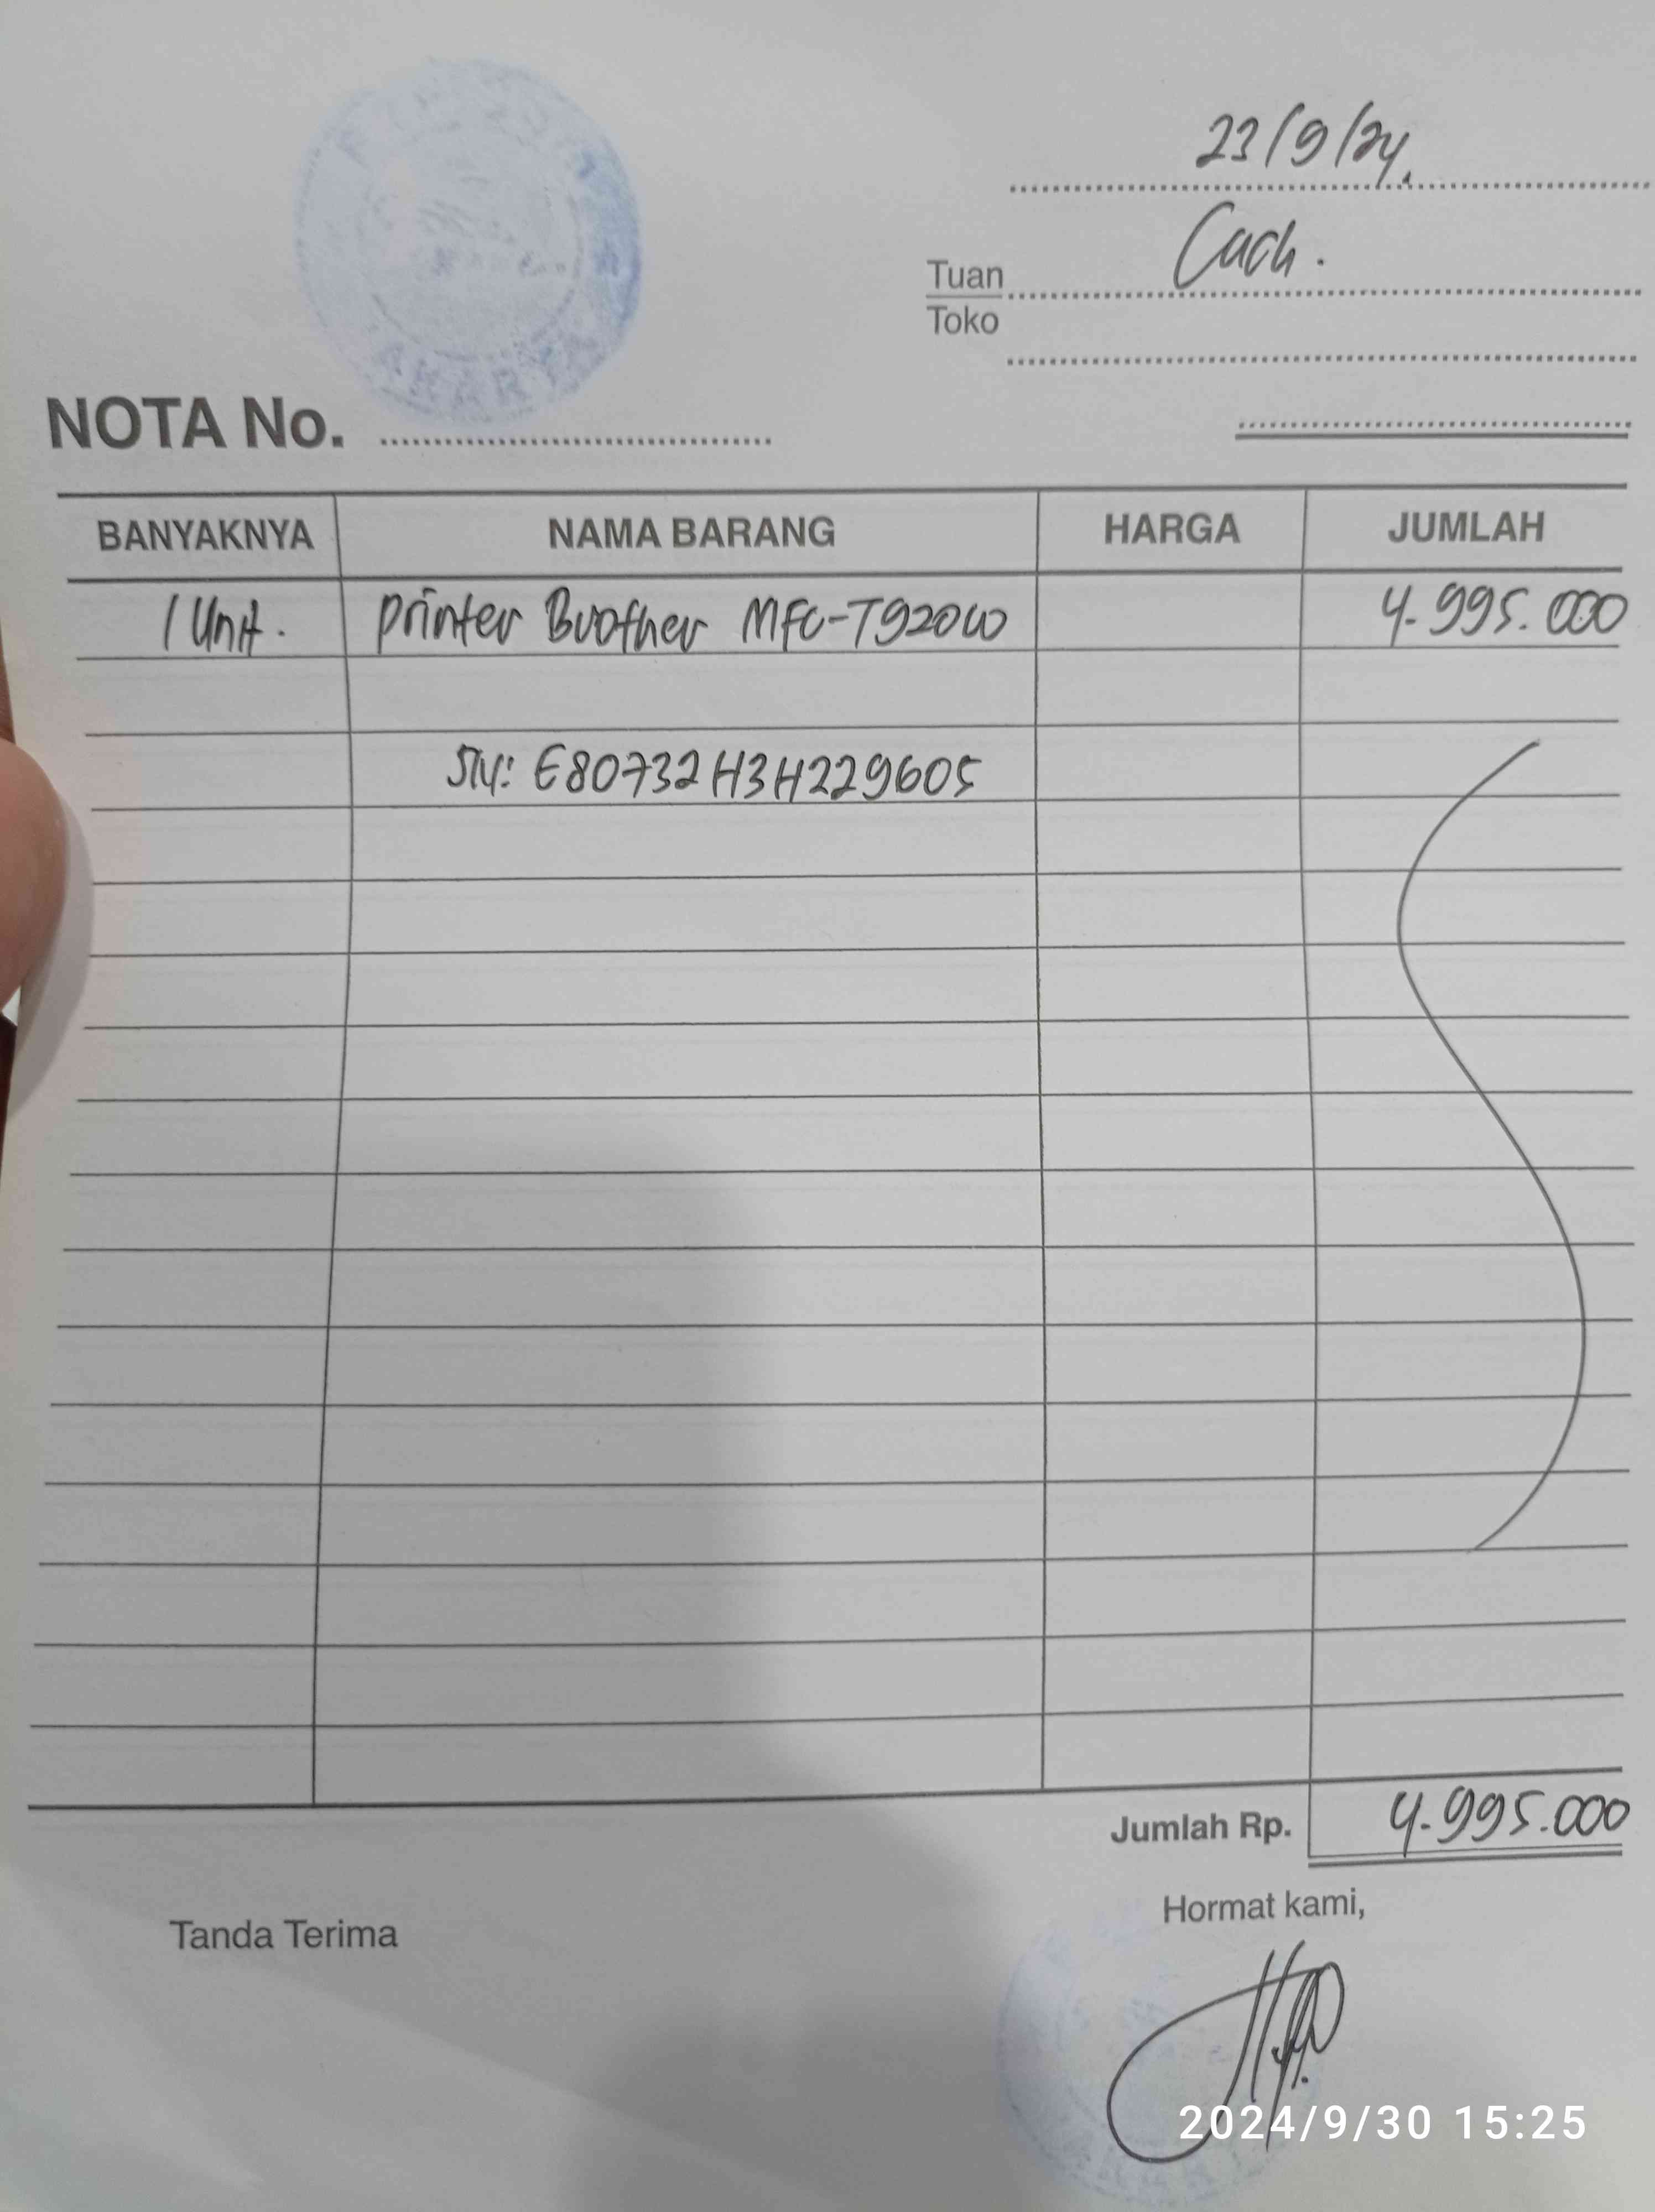 23/9/24.
Tuan Cash.
Toko
NOTA No.
BANYAKNYA NAMA BARANG HARGA JUMLAH
1 Unit. Printer Brother MFC-T920W 4.995.000
SN: E80732H3H229605
Jumlah Rp. 4.995.000
Tanda Terima Hormat kami,
2024/9/30 15:25